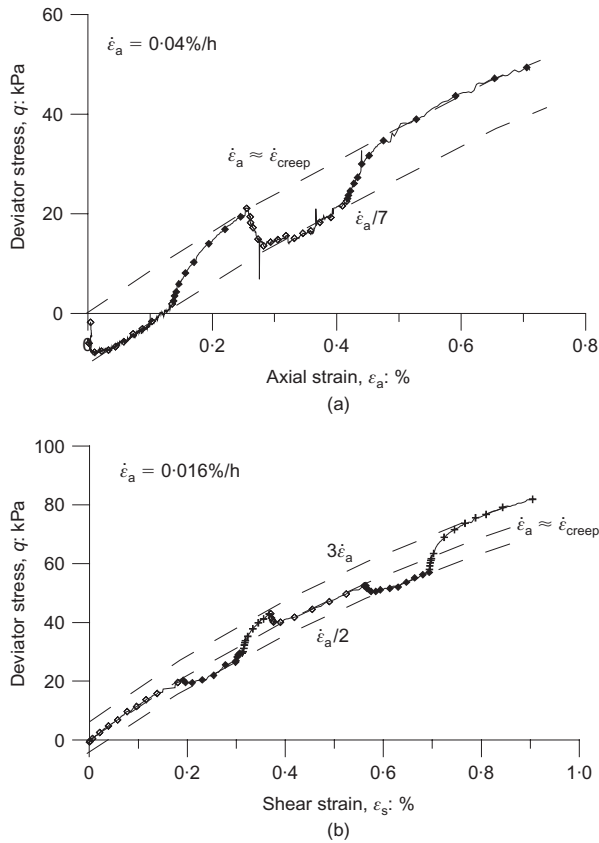 60
ε̇a = 0·04%/h
40
ε̇a ≈ ε̇creep
20
ε̇a/7
0
0
0·2
0·4
0·6
0·8
Deviator stress, q: kPa
Axial strain, εa: %
(a)
100
ε̇a = 0·016%/h
80
ε̇a ≈ ε̇creep
3ε̇a
60
40
ε̇a/2
20
0
0
0·2
0·4
0·6
0·8
1·0
Deviator stress, q: kPa
Shear strain, εs: %
(b)